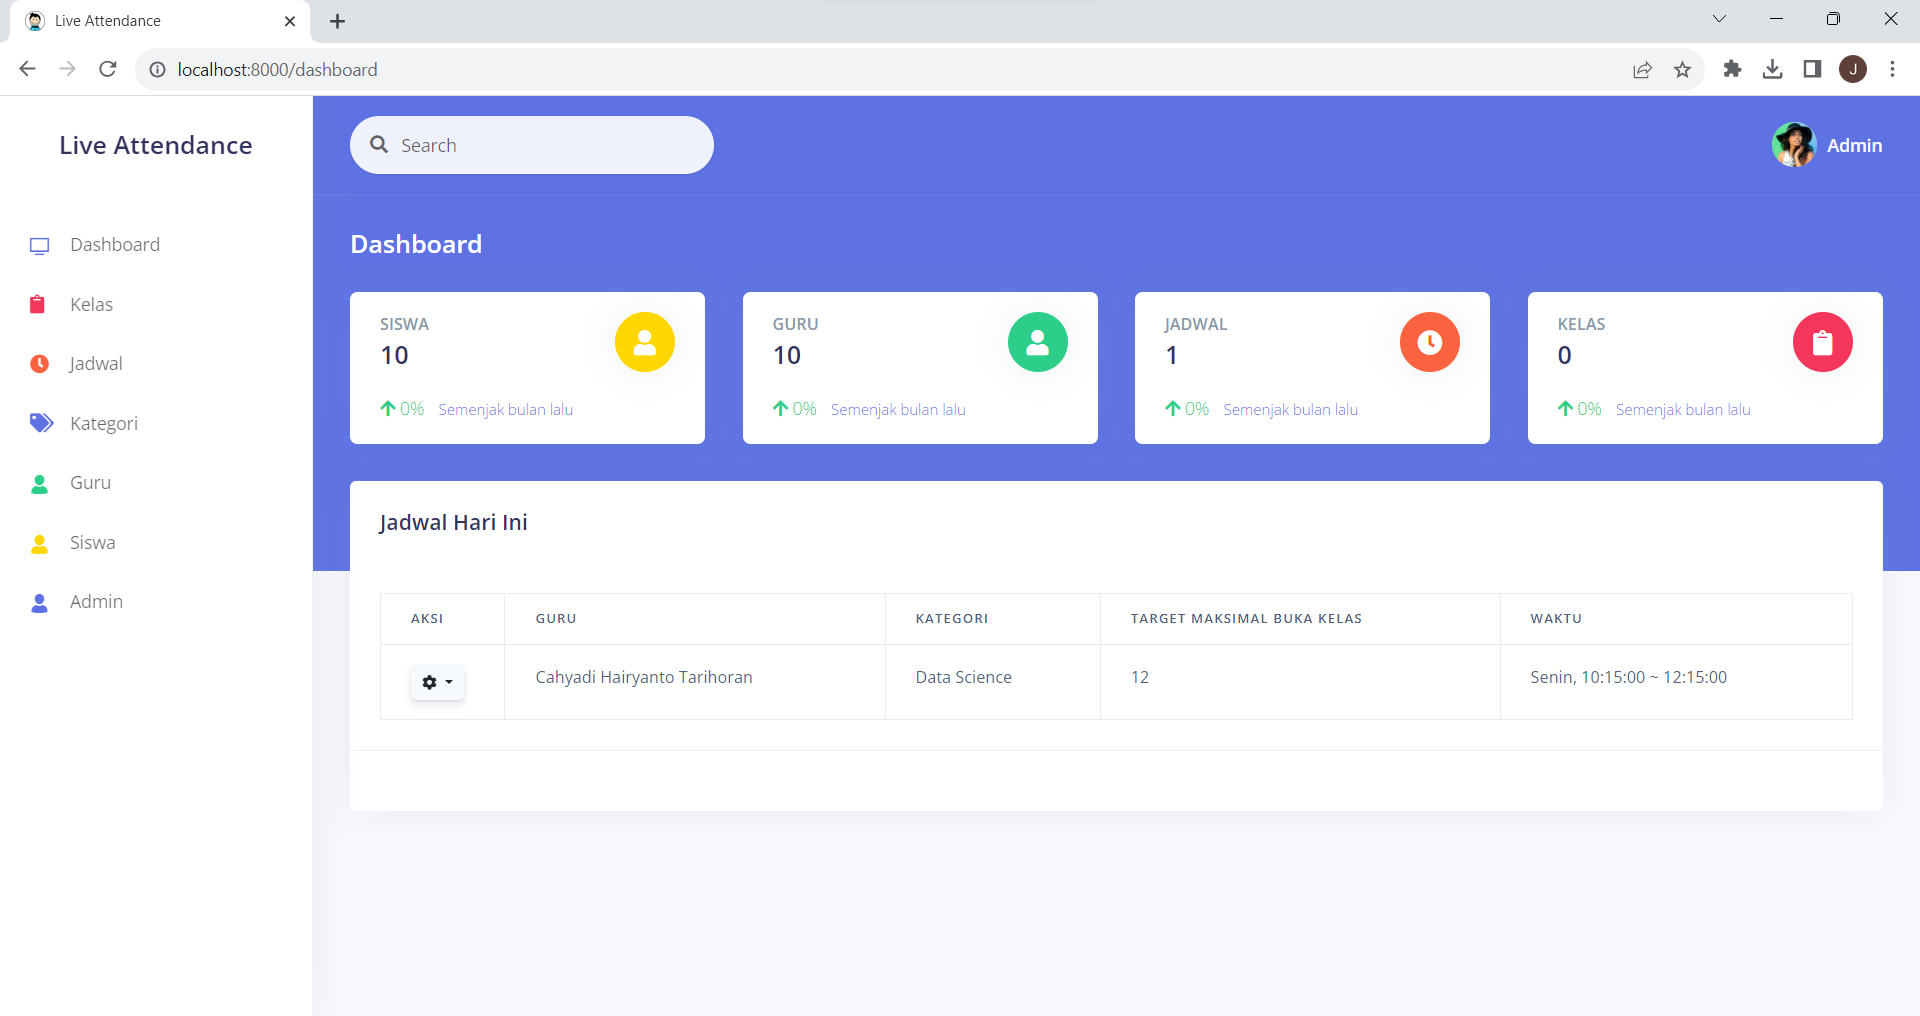 Live Attendance
localhost:8000/dashboard
J
Live Attendance
Search
Admin
Dashboard
Kelas
Jadwal
Kategori
Guru
Siswa
Admin
Dashboard
SISWA
10
0% Semenjak bulan lalu
GURU
10
0% Semenjak bulan lalu
JADWAL
1
0% Semenjak bulan lalu
KELAS
0
0% Semenjak bulan lalu
Jadwal Hari Ini
AKSI GURU KATEGORI TARGET MAKSIMAL BUKA KELAS WAKTU
Cahyadi Hairyanto Tarihoran Data Science 12 Senin, 10:15:00 ~ 12:15:00